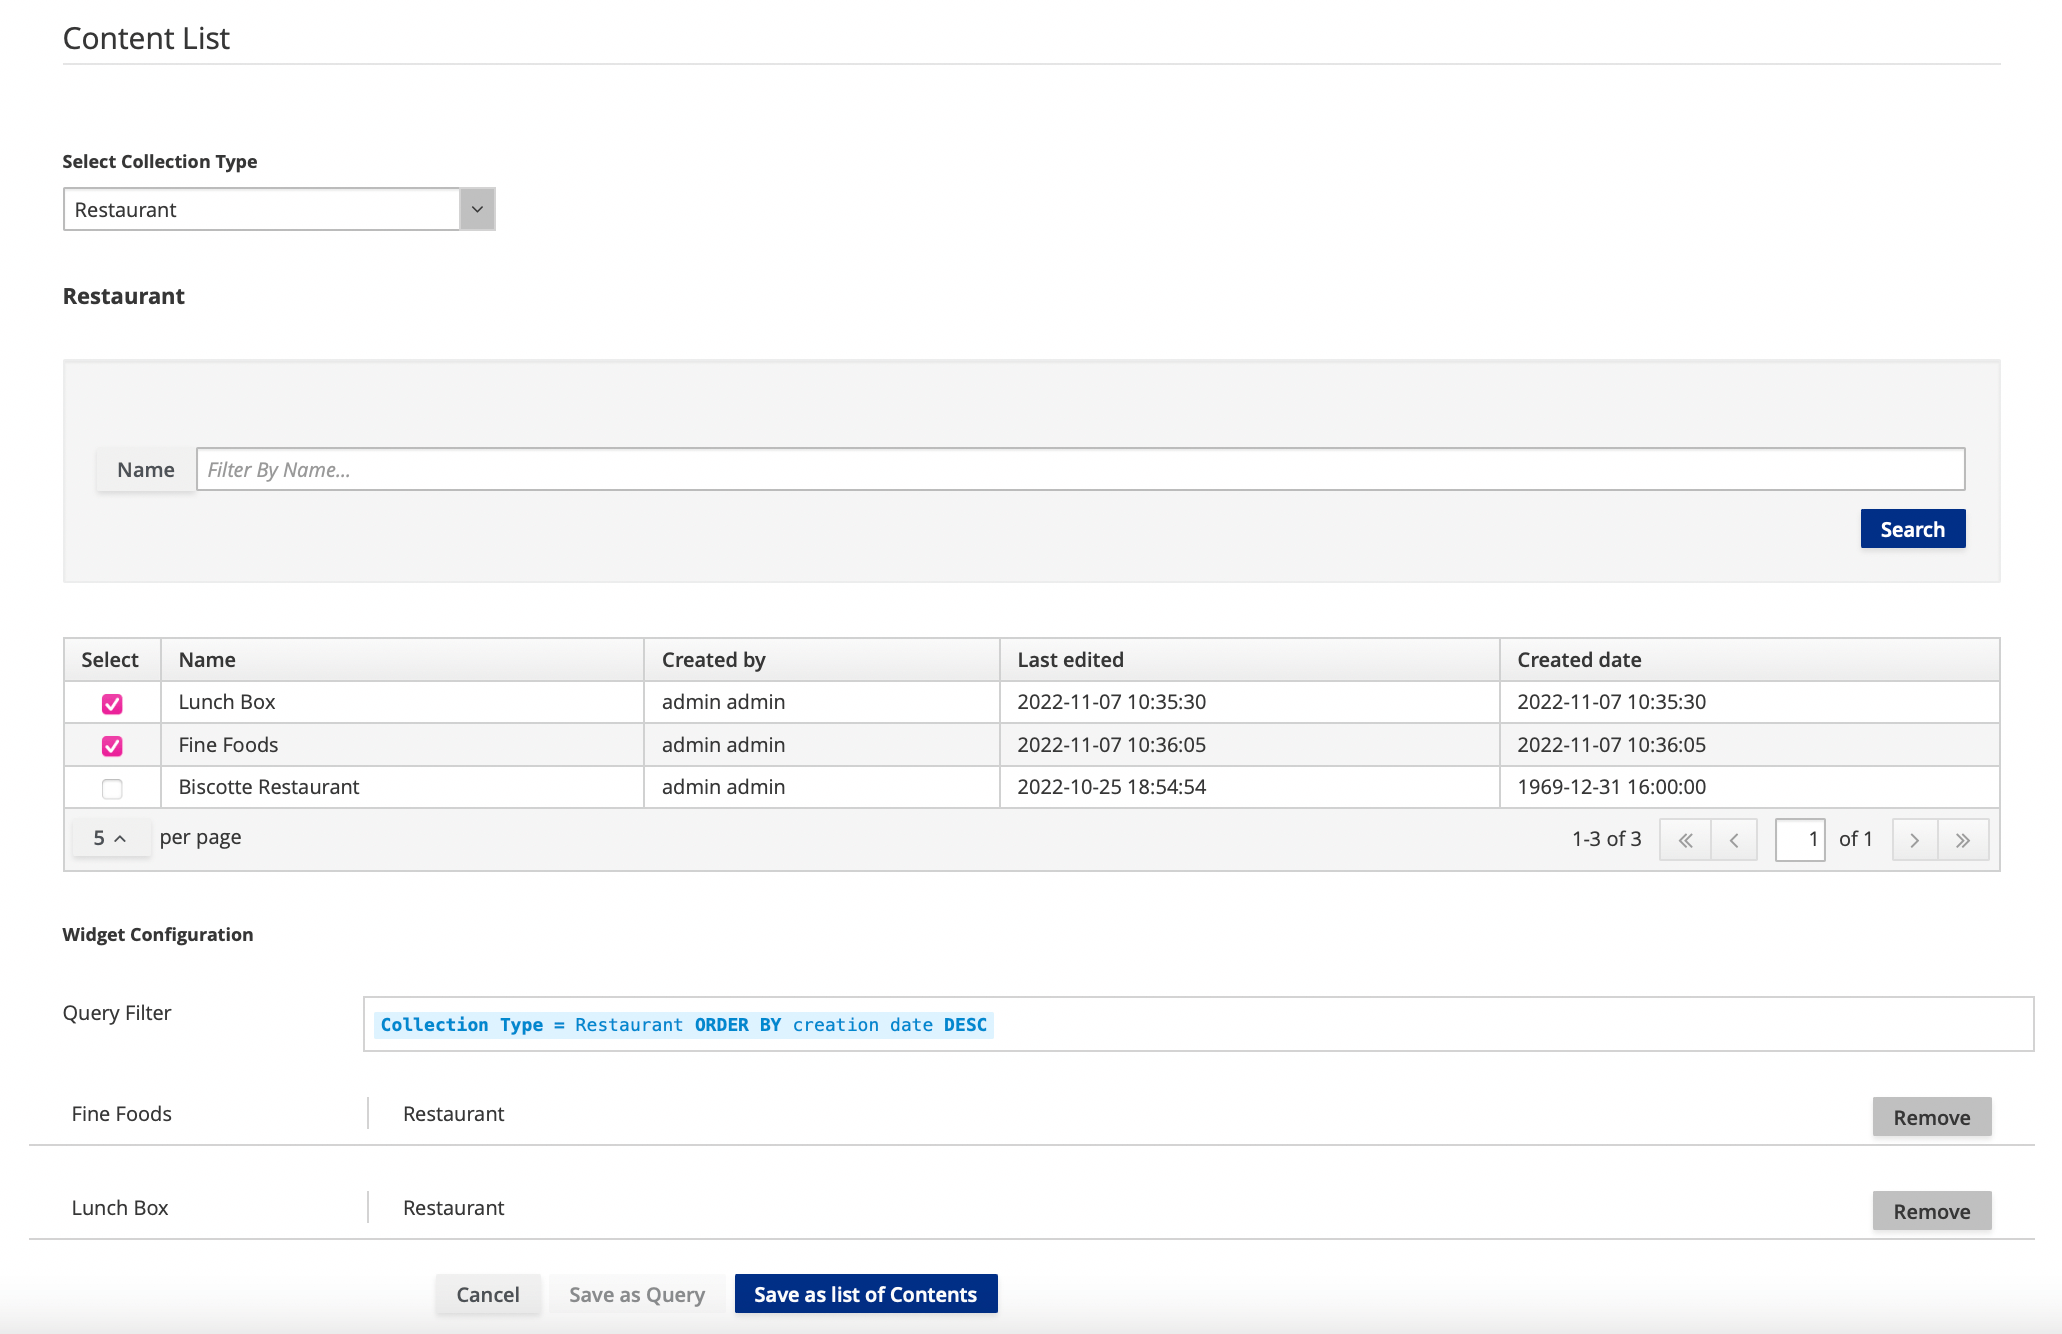 Content List
Select Collection Type
Restaurant
Restaurant
Name Filter By Name...
Search
Select Name Created by Last edited Created date
Lunch Box admin admin 2022-11-07 10:35:30 2022-11-07 10:35:30
Fine Foods admin admin 2022-11-07 10:36:05 2022-11-07 10:36:05
Biscotte Restaurant admin admin 2022-10-25 18:54:54 1969-12-31 16:00:00
5 per page 1-3 of 3 « ‹ 1 of 1 › »
Widget Configuration
Query Filter Collection Type = Restaurant ORDER BY creation date DESC
Fine Foods Restaurant Remove
Lunch Box Restaurant Remove
Cancel Save as Query Save as list of Contents